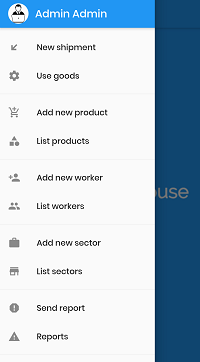 Admin Admin
New shipment
Use goods
Add new product
List products
Add new worker
List workers
Add new sector
List sectors
Send report
Reports